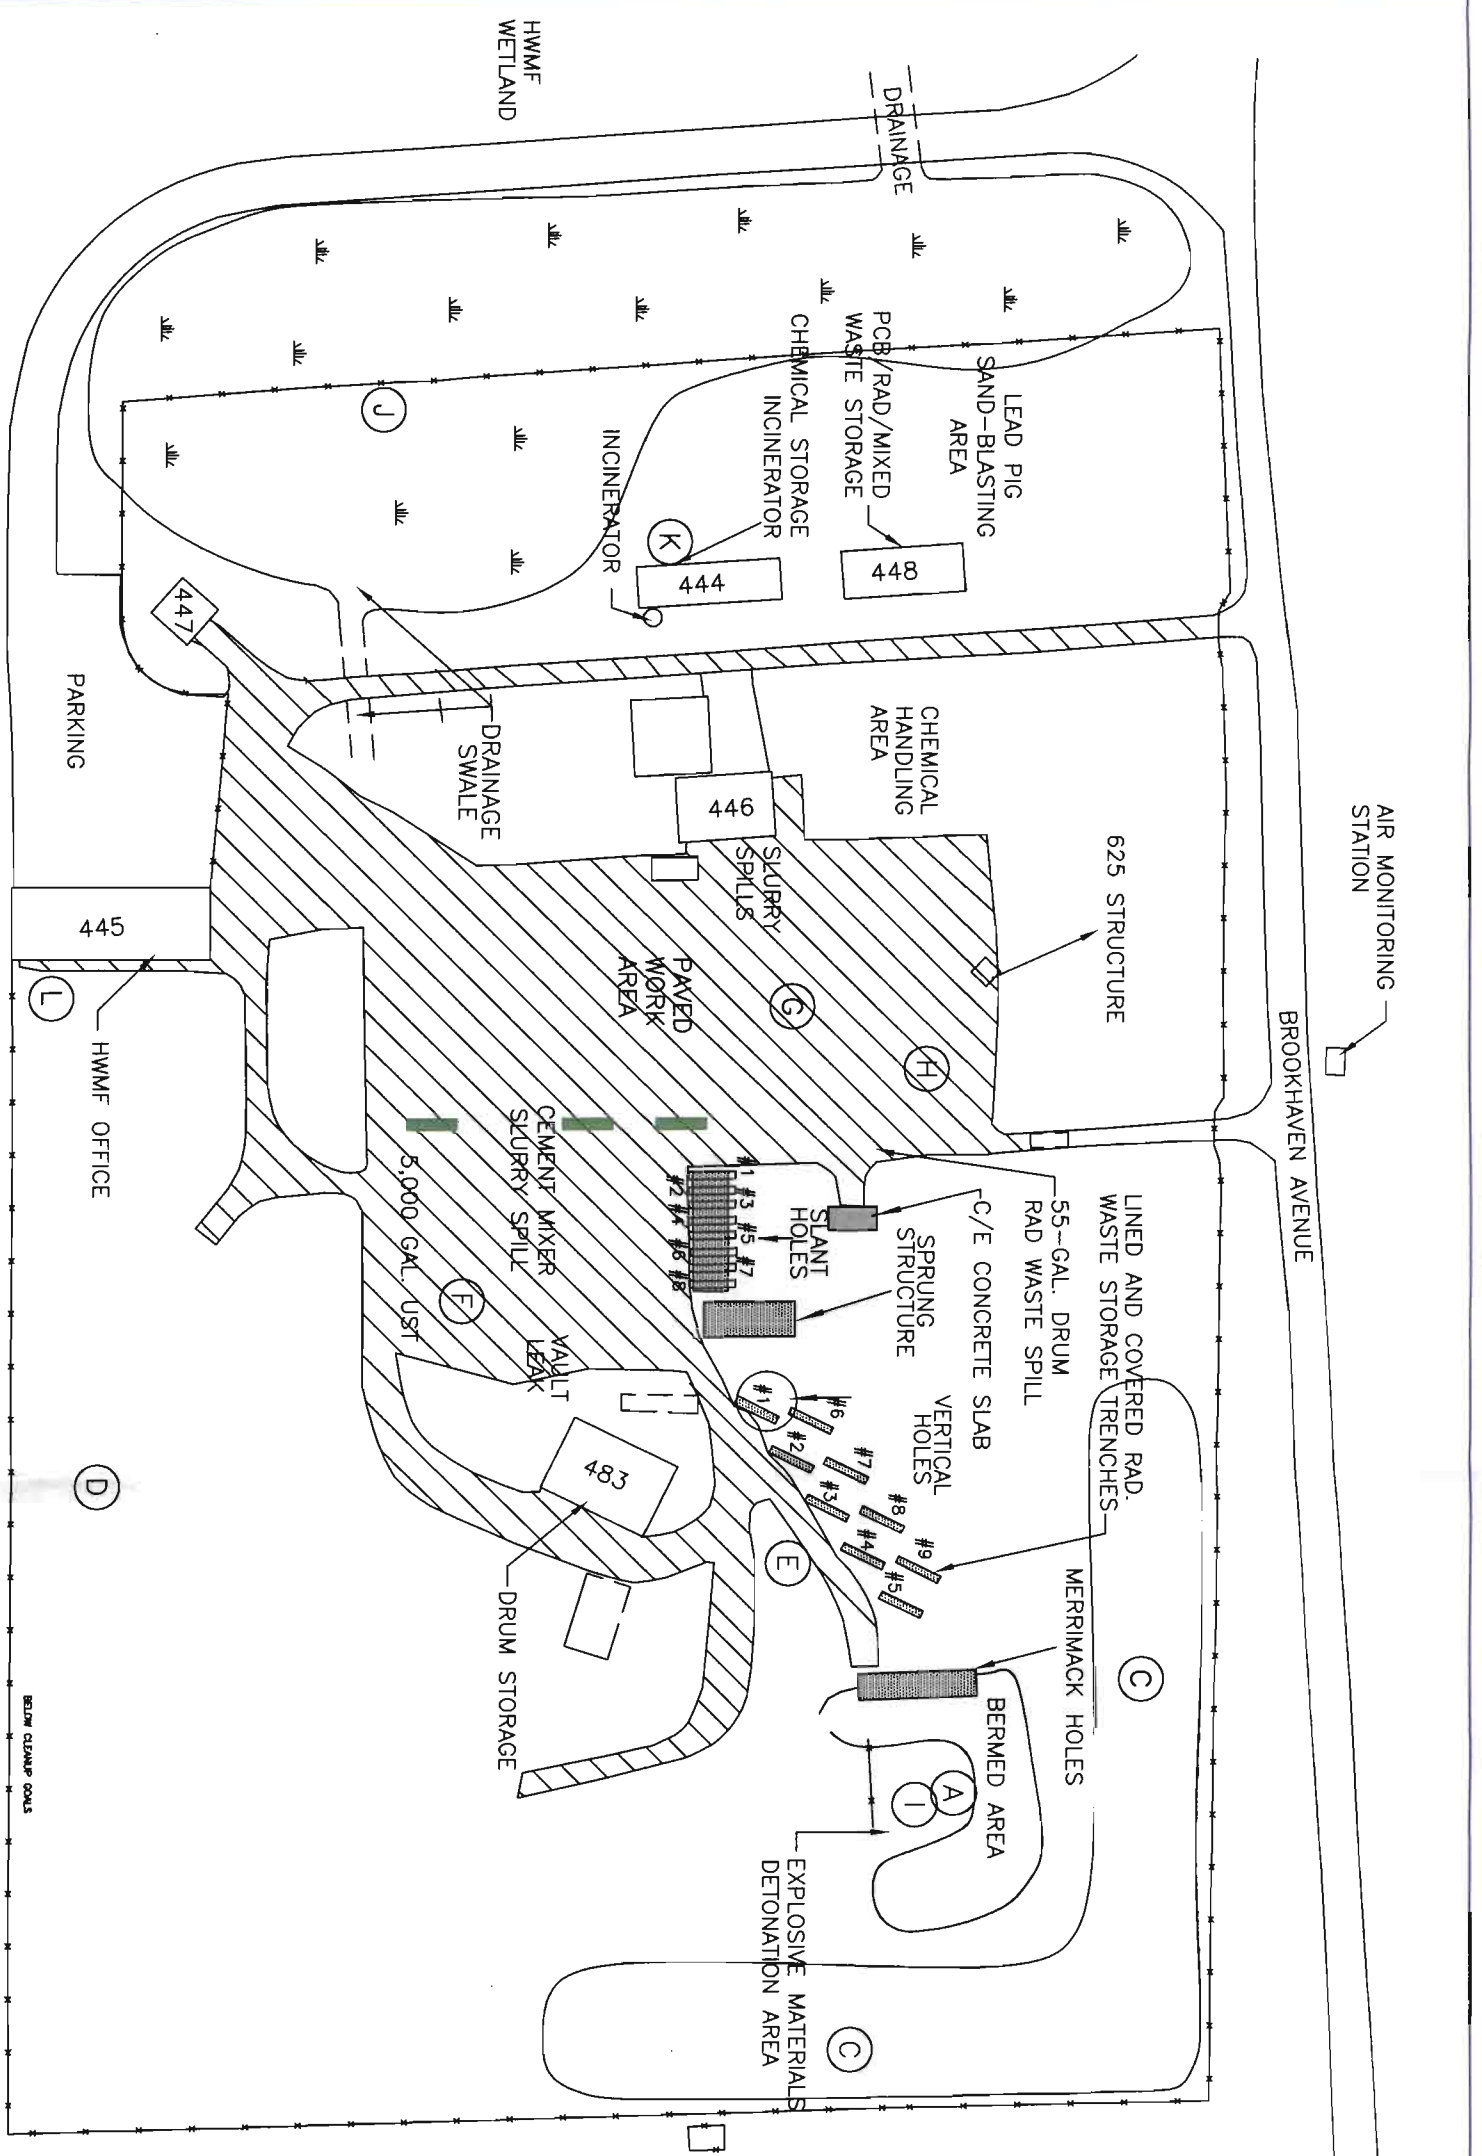 HWMF
WETLAND
DRAINAGE
LEAD PIG
SAND-BLASTING
AREA
PCB/RAD/MIXED
WASTE STORAGE
CHEMICAL STORAGE
INCINERATOR
INCINERATOR
J
K
444
448
447
PARKING
DRAINAGE
SWALE
CHEMICAL
HANDLING
AREA
446
SLURRY
SPILLS
625 STRUCTURE
AIR MONITORING
STATION
BROOKHAVEN AVENUE
445
L
HWMF OFFICE
PAVED
WORK
AREA
G
H
CEMENT MIXER
SLURRY SPILL
5,000 GAL. UST
F
VAULT
LEAK
#1
#3
#5
#7
#2
#4
#6
#8
SLANT
HOLES
SPRUNG
STRUCTURE
C/E CONCRETE SLAB
55-GAL. DRUM
RAD WASTE SPILL
LINED AND COVERED RAD.
WASTE STORAGE TRENCHES
VERTICAL
HOLES
#1
#6
#2
#7
#3
#8
#4
#9
#5
D
483
DRUM STORAGE
E
MERRIMACK HOLES
C
BERMED AREA
A
I
EXPLOSIVE MATERIALS
DETONATION AREA
C
BELOW CLEANUP GOALS